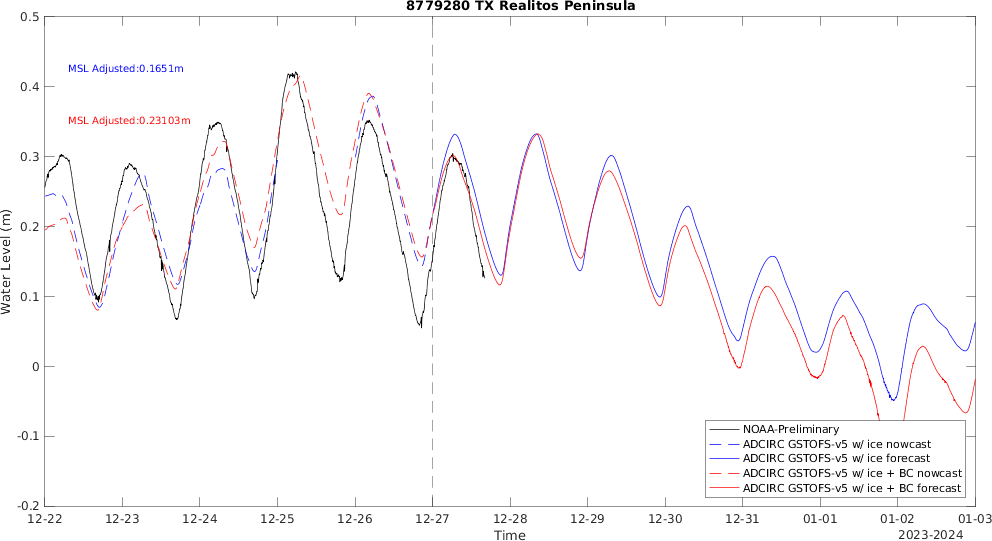 8779280 TX Realitos Peninsula
0.5
0.4
0.3
0.2
0.1
0
-0.1
-0.2
Water Level (m)
MSL Adjusted:0.1651m
MSL Adjusted:0.23103m
NOAA-Preliminary
ADCIRC GSTOFS-v5 w/ ice nowcast
ADCIRC GSTOFS-v5 w/ ice forecast
ADCIRC GSTOFS-v5 w/ ice + BC nowcast
ADCIRC GSTOFS-v5 w/ ice + BC forecast
12-22 12-23 12-24 12-25 12-26 12-27 12-28 12-29 12-30 12-31 01-01 01-02 01-03
Time
2023-2024